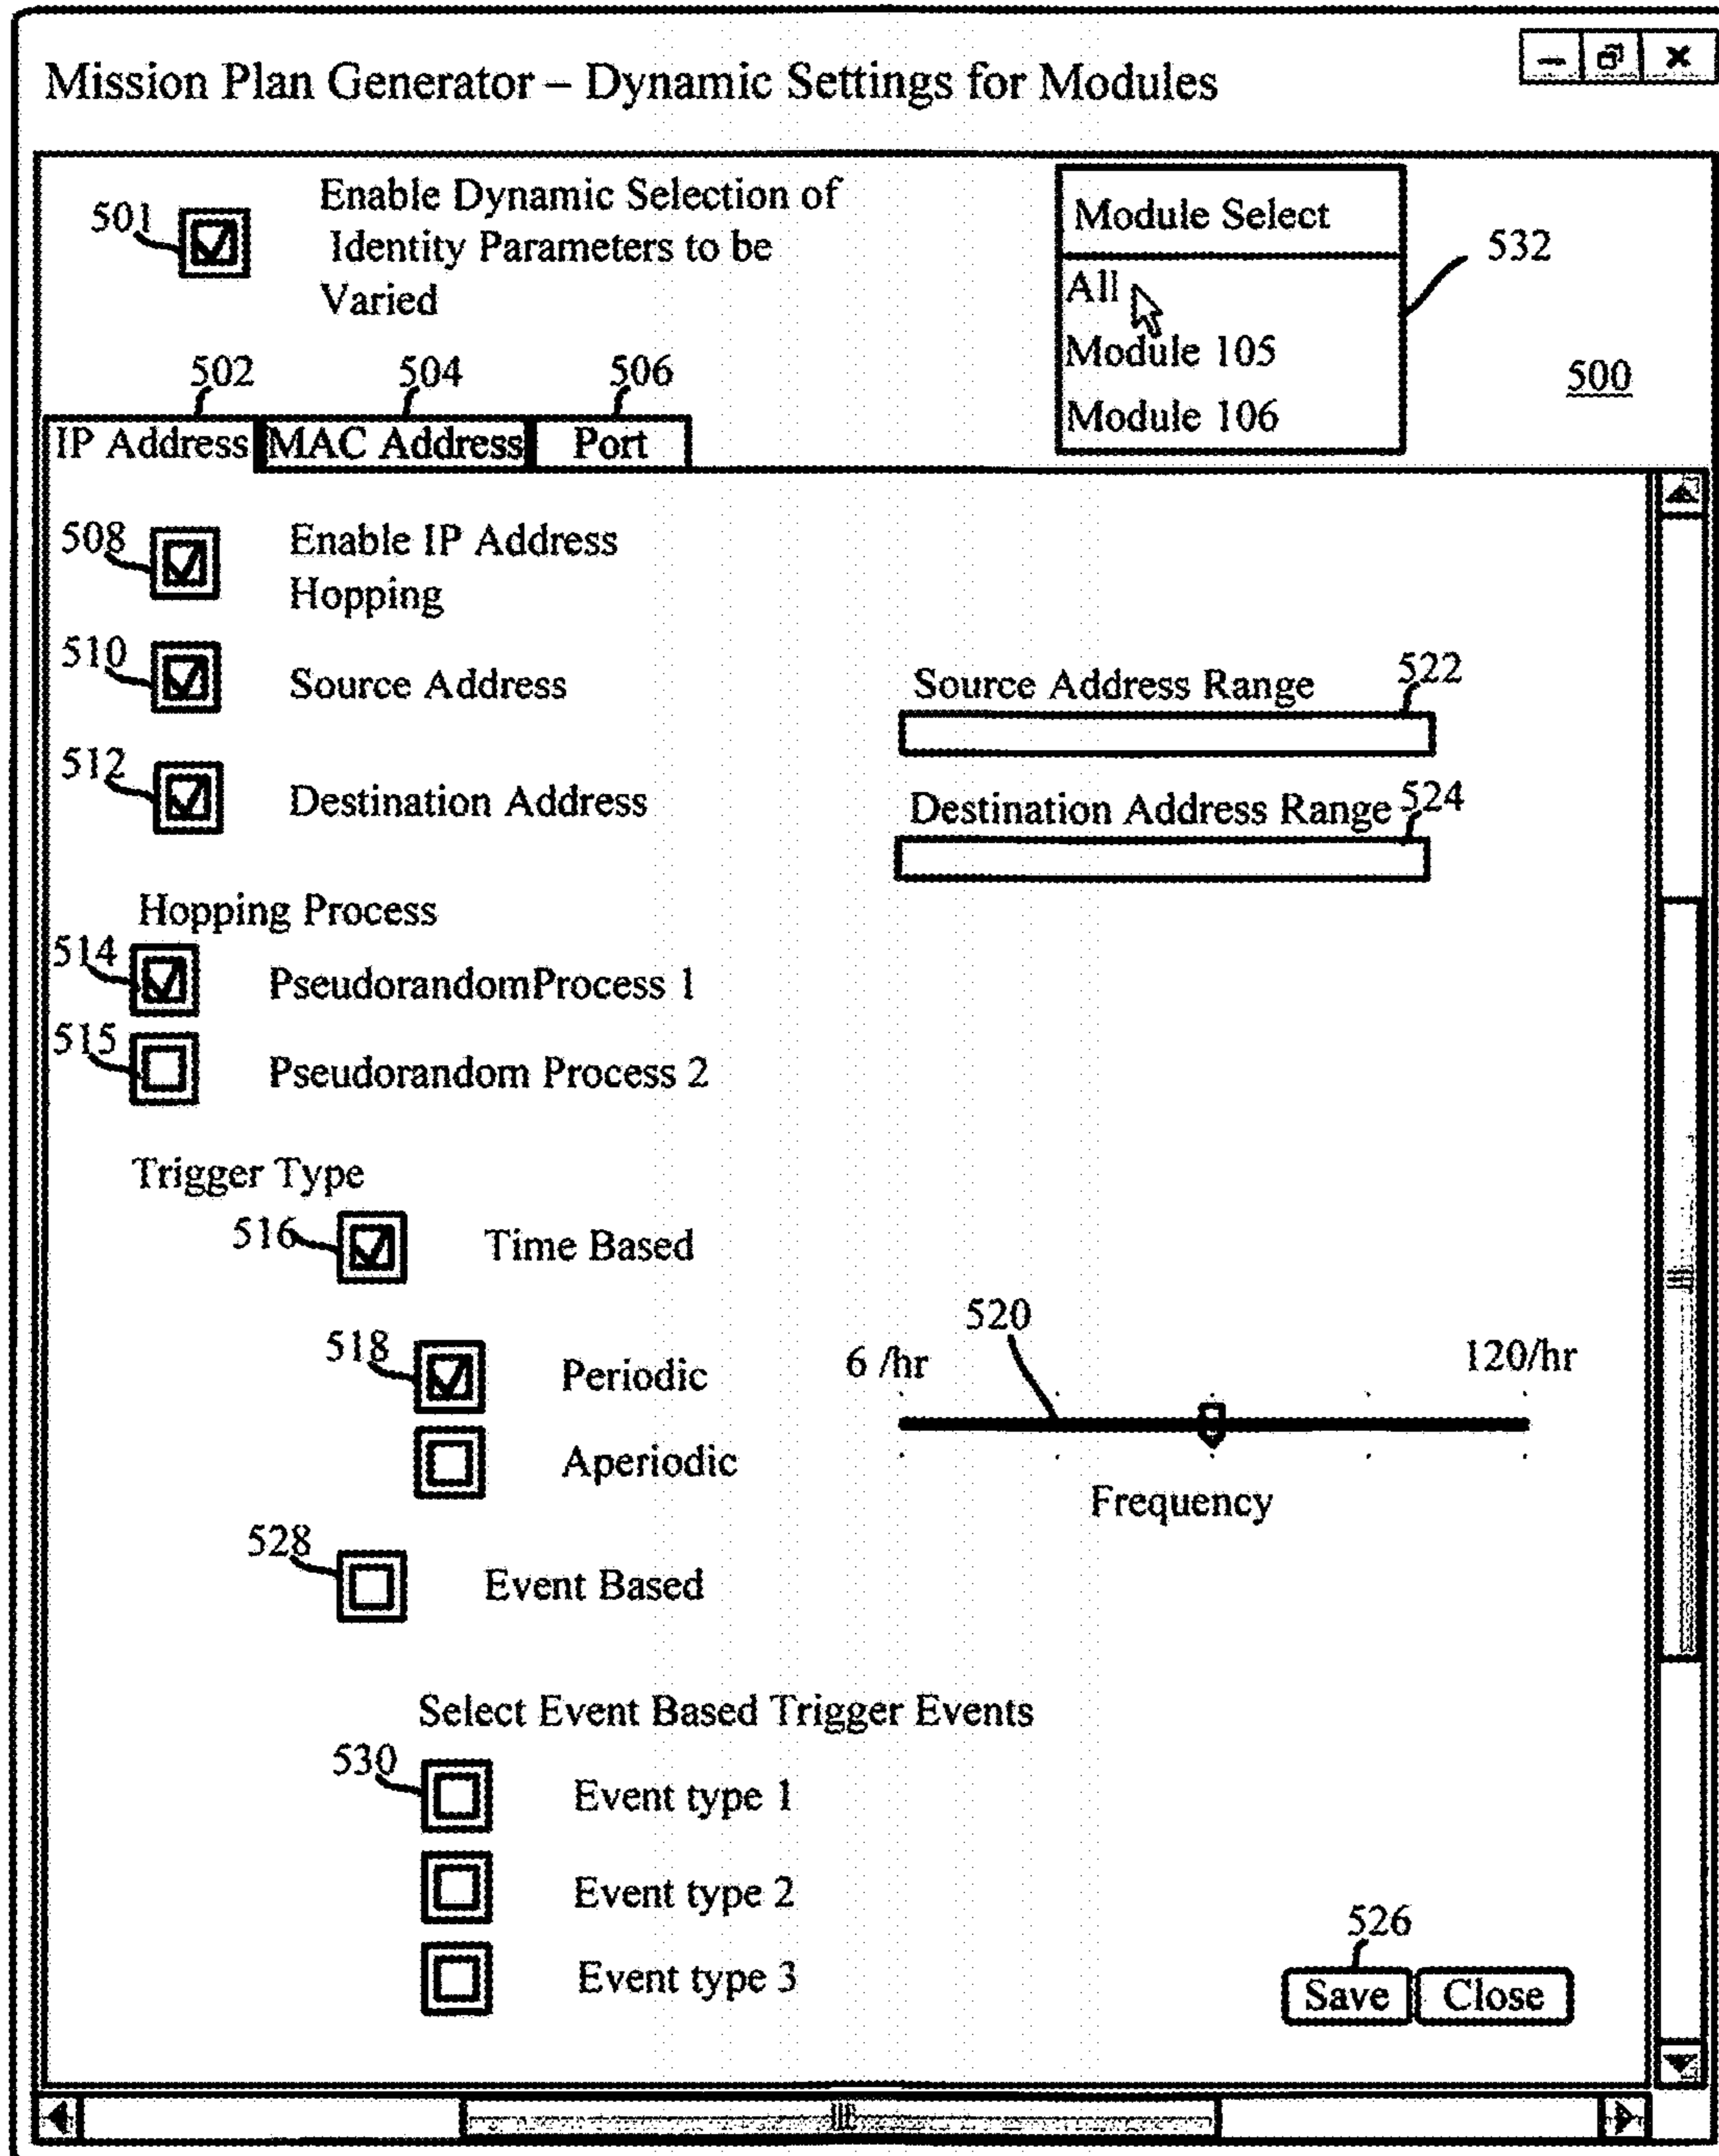 Mission Plan Generator – Dynamic Settings for Modules
501
Enable Dynamic Selection of
Identity Parameters to be
Varied
Module Select
All
Module 105
Module 106
532
500
502
504
506
IP Address
MAC Address
Port
508
Enable IP Address
Hopping
510
Source Address
Source Address Range
522
512
Destination Address
Destination Address Range
524
Hopping Process
514
PseudorandomProcess 1
515
Pseudorandom Process 2
Trigger Type
516
Time Based
518
Periodic
520
6 /hr
120/hr
Aperiodic
Frequency
528
Event Based
Select Event Based Trigger Events
530
Event type 1
Event type 2
Event type 3
526
Save
Close